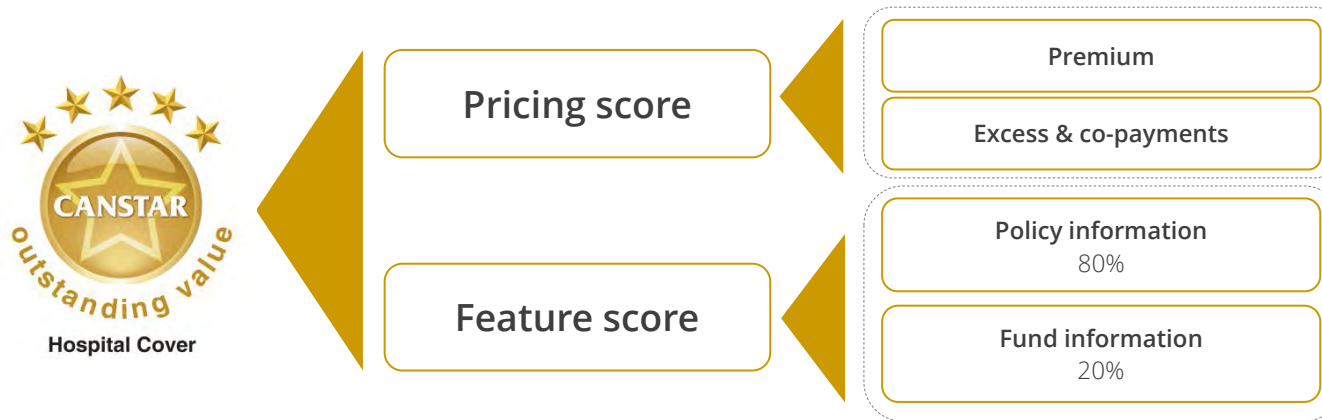 CANSTAR
outstanding value
Hospital Cover
Pricing score
Premium
Excess & co-payments
Feature score
Policy information
80%
Fund information
20%